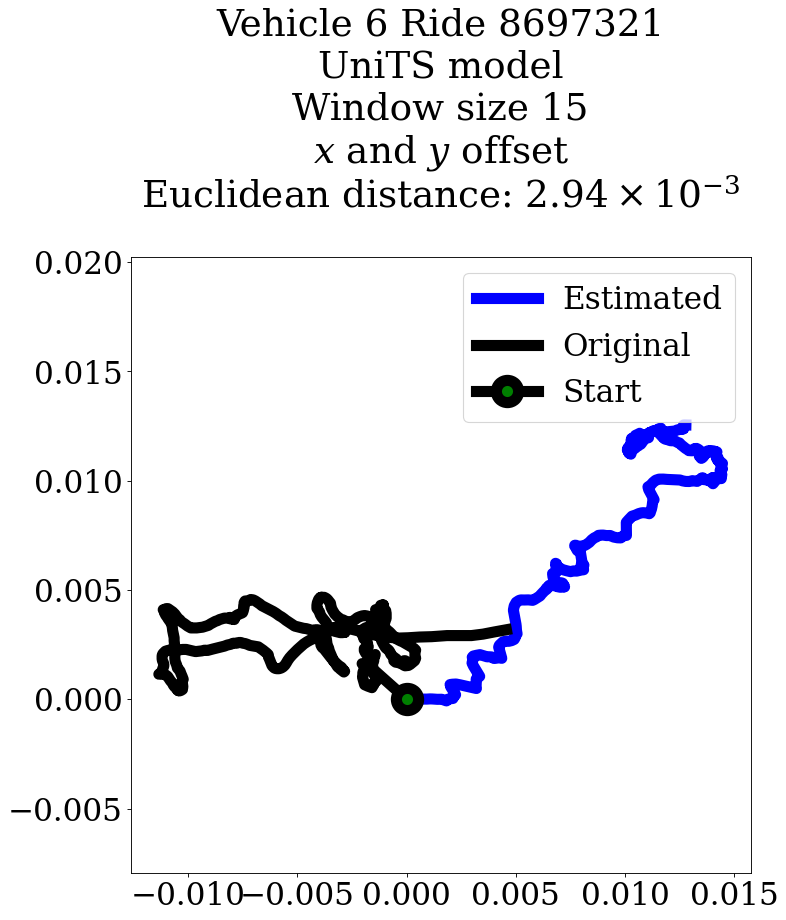 Vehicle 6 Ride 8697321
UniTS model
Window size 15
x and y offset
Euclidean distance: 2.94 × 10⁻³
0.020
0.015
0.010
0.005
0.000
−0.005
Estimated
Original
Start
−0.010 −0.005 0.000 0.005 0.010 0.015